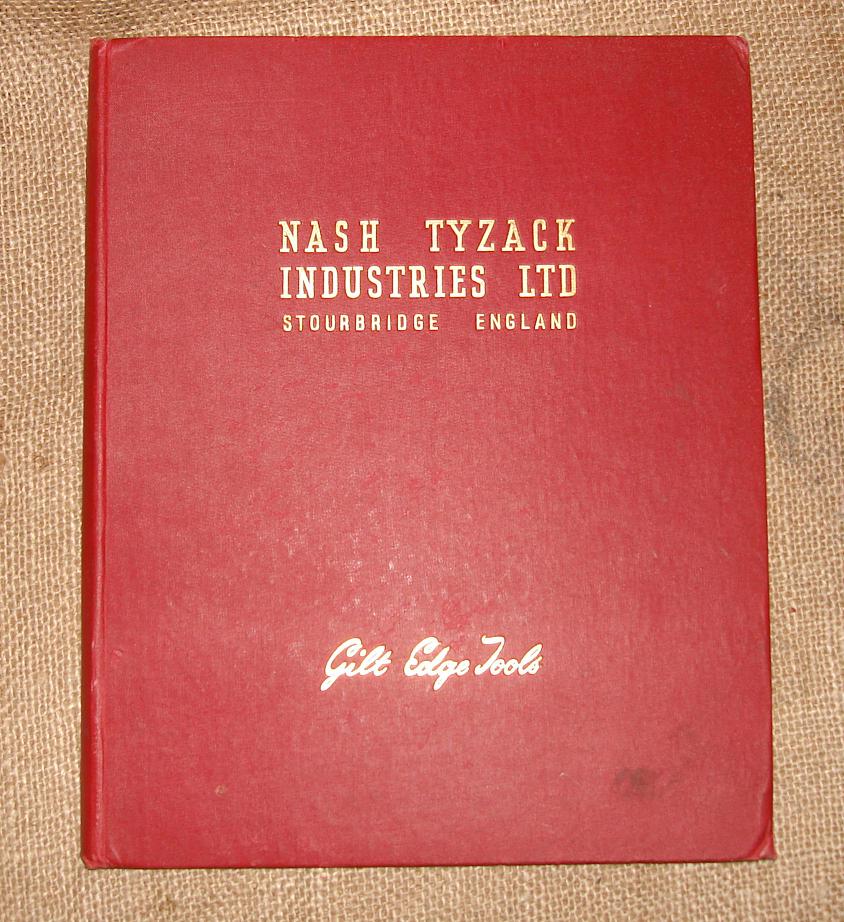 NASH TYZACK
INDUSTRIES LTD
STOURBRIDGE ENGLAND
Gilt Edge Tools